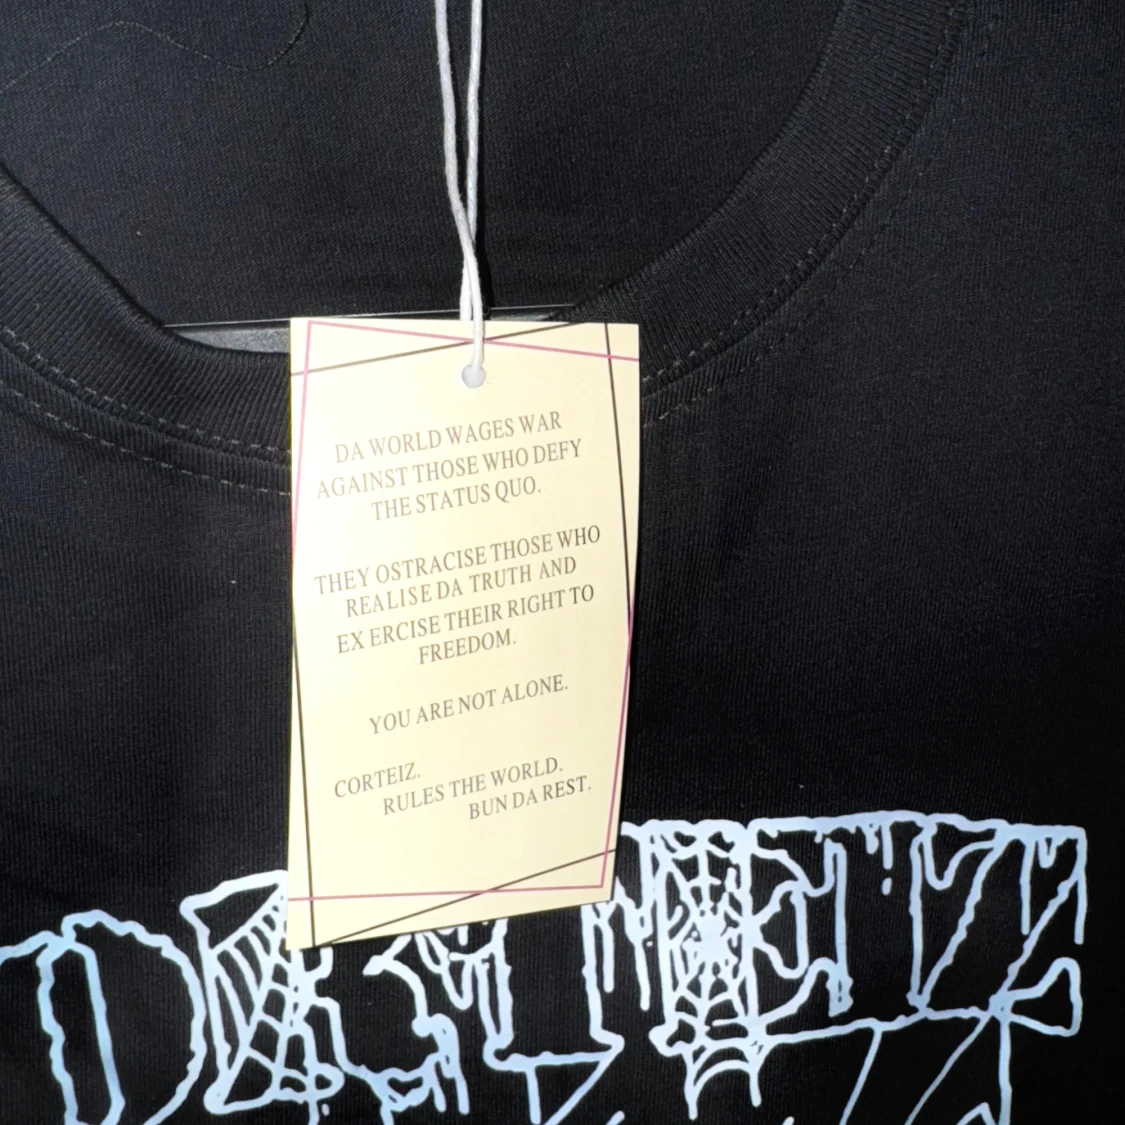 DA WORLD WAGES WAR
AGAINST THOSE WHO DEFY
THE STATUS QUO.
THEY OSTRACISE THOSE WHO
REALISE DA TRUTH AND
EX ERCISE THEIR RIGHT TO
FREEDOM.
YOU ARE NOT ALONE.
CORTEIZ.
RULES THE WORLD.
BUN DA REST.